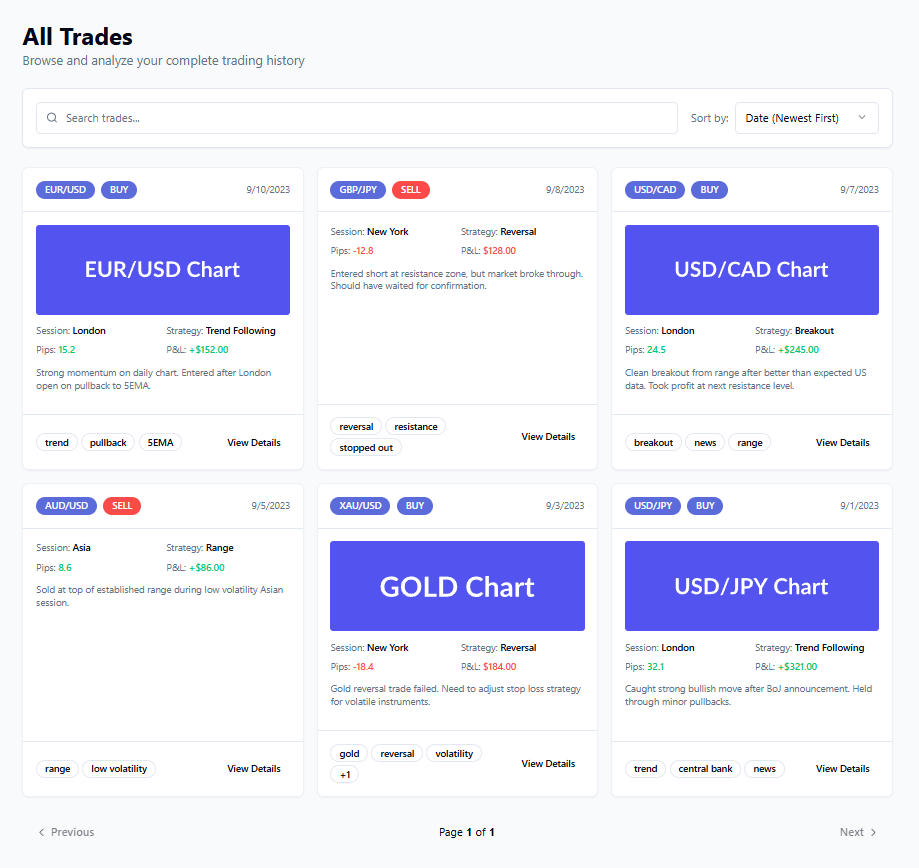 All Trades
Browse and analyze your complete trading history
Search trades...
Sort by:
Date (Newest First)
EUR/USD BUY 9/10/2023
EUR/USD Chart
Session: London Strategy: Trend Following
Pips: 15.2 P&L: +$152.00
Strong momentum on daily chart. Entered after London
open on pullback to 5EMA.
trend pullback 5EMA View Details
GBP/JPY SELL 9/8/2023
Session: New York Strategy: Reversal
Pips: -12.8 P&L: $128.00
Entered short at resistance zone, but market broke through.
Should have waited for confirmation.
reversal resistance
stopped out
View Details
USD/CAD BUY 9/7/2023
USD/CAD Chart
Session: London Strategy: Breakout
Pips: 24.5 P&L: +$245.00
Clean breakout from range after better than expected US
data. Took profit at next resistance level.
breakout news range View Details
AUD/USD SELL 9/5/2023
Session: Asia Strategy: Range
Pips: 8.6 P&L: +$86.00
Sold at top of established range during low volatility Asian
session.
range low volatility View Details
XAU/USD BUY 9/3/2023
GOLD Chart
Session: New York Strategy: Reversal
Pips: -18.4 P&L: $184.00
Gold reversal trade failed. Need to adjust stop loss strategy
for volatile instruments.
gold reversal volatility
+1
View Details
USD/JPY BUY 9/1/2023
USD/JPY Chart
Session: London Strategy: Trend Following
Pips: 32.1 P&L: +$321.00
Caught strong bullish move after BoJ announcement. Held
through minor pullbacks.
trend central bank news View Details
Previous
Page 1 of 1
Next